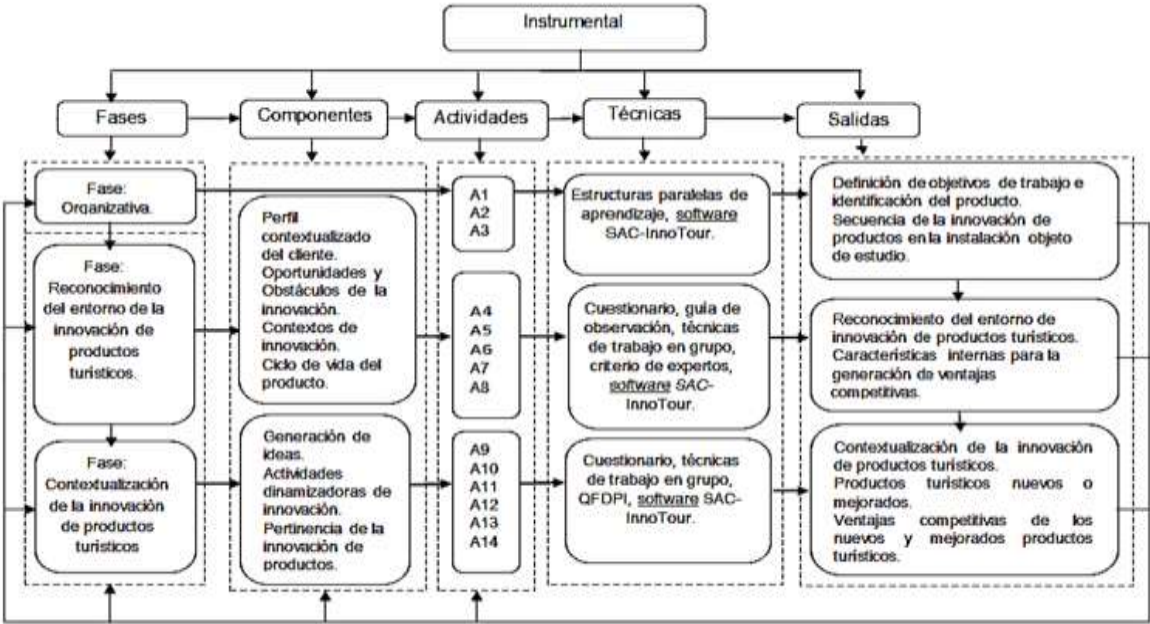 Instrumental
Fases
Componentes
Actividades
Técnicas
Salidas
Fase:
Organizativa.
Fase:
Reconocimiento
del entorno de la
innovación de
productos
turísticos.
Fase:
Contextualización
de la innovación
de productos
turísticos
Perfil
contextualizado
del cliente.
Oportunidades y
Obstáculos de la
innovación.
Contextos de
innovación.
Ciclo de vida del
producto.
Generación de
ideas.
Actividades
dinamizadoras de
innovación.
Pertinencia de la
innovación de
productos.
A1
A2
A3
A4
A5
A6
A7
A8
A9
A10
A11
A12
A13
A14
Estructuras paralelas de
aprendizaje, software
SAC-InnoTour.
Cuestionario, guía de
observación, técnicas
de trabajo en grupo,
criterio de expertos,
software SAC-
InnoTour.
Cuestionario, técnicas
de trabajo en grupo,
QFDPI, software SAC-
InnoTour.
Definición de objetivos de trabajo e
identificación del producto.
Secuencia de la innovación de
productos en la instalación objeto
de estudio.
Reconocimiento del entorno de
innovación de productos turísticos.
Características internas para la
generación de ventajas
competitivas.
Contextualización de la innovación
de productos turísticos.
Productos turísticos nuevos o
mejorados.
Ventajas competitivas de los
nuevos y mejorados productos
turísticos.